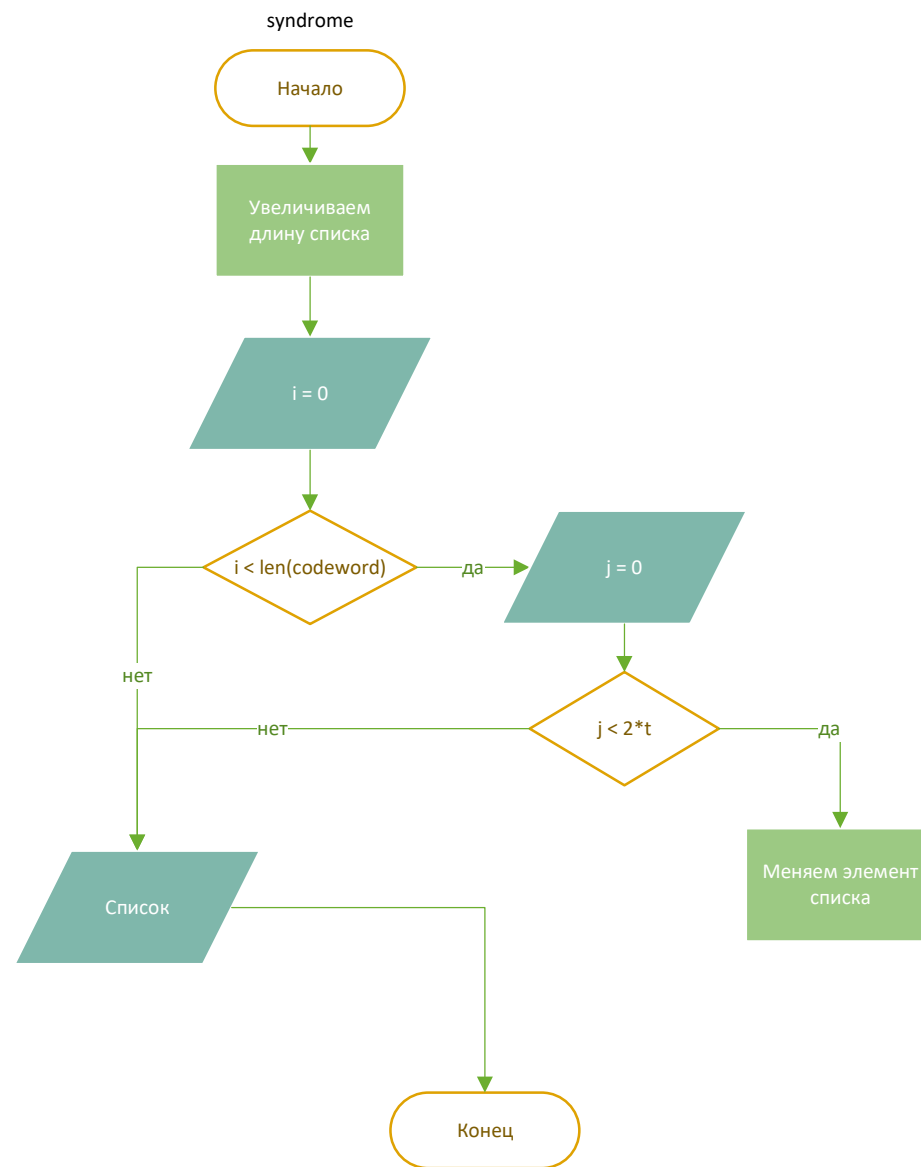 syndrome
Начало
Увеличиваем
длину списка
i = 0
i < len(codeword)
да
j = 0
нет
j < 2*t
нет
да
Меняем элемент
списка
Список
Конец